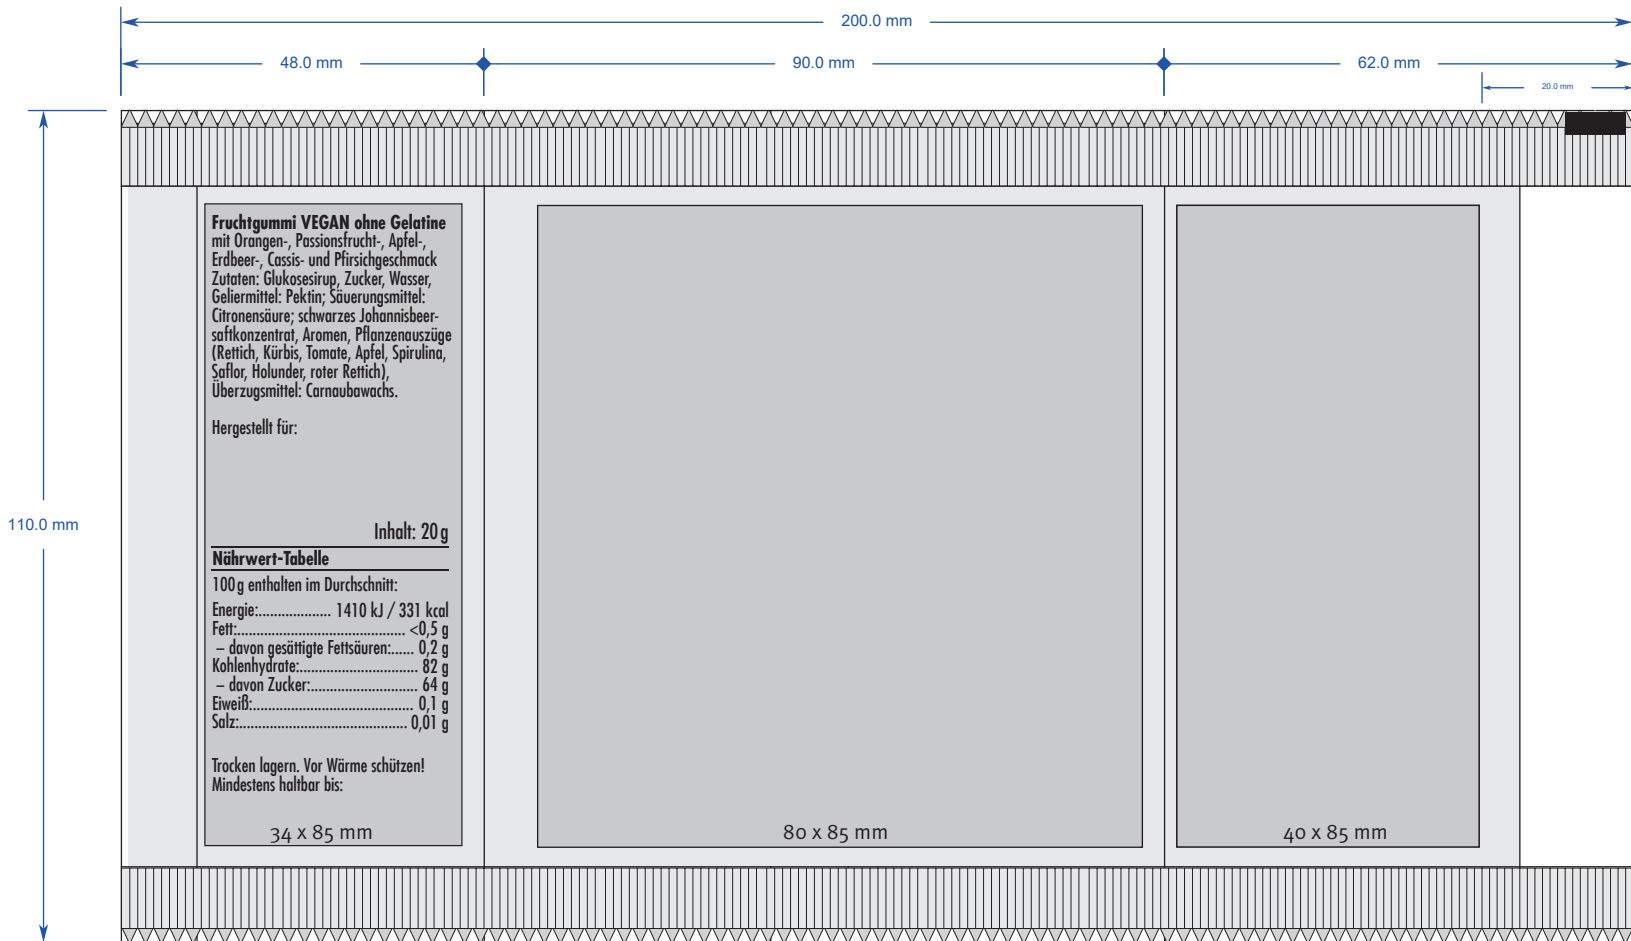 200.0 mm
48.0 mm
90.0 mm
62.0 mm
20.0 mm
110.0 mm
Fruchtgummi VEGAN ohne Gelatine
mit Orangen-, Passionsfrucht-, Apfel-,
Erdbeer-, Cassis- und Pfirsichgeschmack
Zutaten: Glukosesirup, Zucker, Wasser,
Geliermittel: Pektin; Säuerungsmittel:
Citronensäure; schwarzes Johannisbeer-
saftkonzentrat, Aromen, Pflanzenauszüge
(Rettich, Kürbis, Tomate, Apfel, Spirulina,
Saflor, Holunder, roter Rettich),
Überzugsmittel: Carnaubawachs.
Hergestellt für:
Inhalt: 20 g
Nährwert-Tabelle
100 g enthalten im Durchschnitt:
Energie:................... 1410 kJ / 331 kcal
Fett:.......................................... <0,5 g
– davon gesättigte Fettsäuren:...... 0,2 g
Kohlenhydrate:.............................. 82 g
– davon Zucker:........................... 64 g
Eiweiß:........................................ 0,1 g
Salz:.......................................... 0,01 g
Trocken lagern. Vor Wärme schützen!
Mindestens haltbar bis:
34 x 85 mm
80 x 85 mm
40 x 85 mm